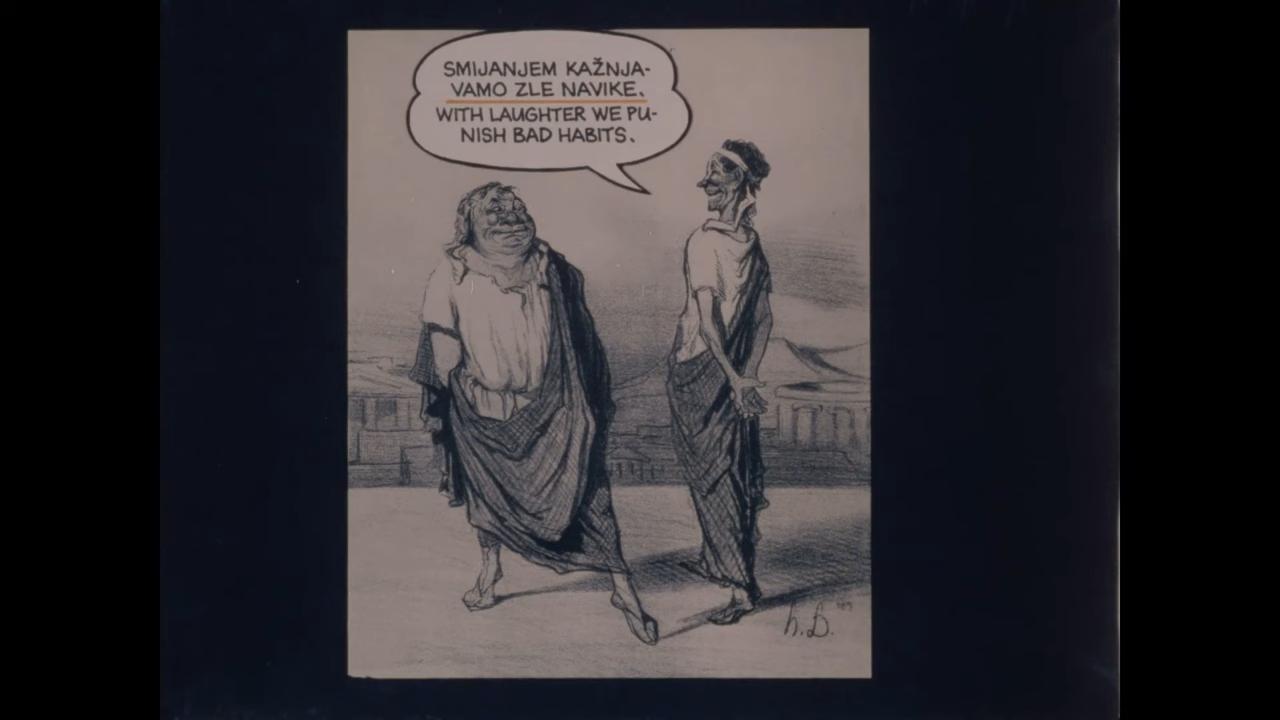 SMIJANJEM KAŽNJA-
VAMO ZLE NAVIKE.
WITH LAUGHTER WE PU-
NISH BAD HABITS.
h.D.